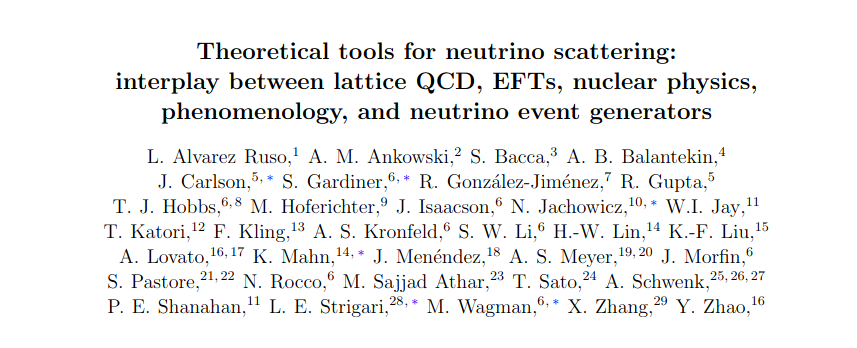 Theoretical tools for neutrino scattering:
interplay between lattice QCD, EFTs, nuclear physics,
phenomenology, and neutrino event generators
L. Alvarez Ruso,¹ A. M. Ankowski,² S. Bacca,³ A. B. Balantekin,⁴
J. Carlson,⁵,* S. Gardiner,⁶,* R. González-Jiménez,⁷ R. Gupta,⁵
T. J. Hobbs,⁶,⁸ M. Hoferichter,⁹ J. Isaacson,⁶ N. Jachowicz,¹⁰,* W.I. Jay,¹¹
T. Katori,¹² F. Kling,¹³ A. S. Kronfeld,⁶ S. W. Li,⁶ H.-W. Lin,¹⁴ K.-F. Liu,¹⁵
A. Lovato,¹⁶,¹⁷ K. Mahn,¹⁴,* J. Menéndez,¹⁸ A. S. Meyer,¹⁹,²⁰ J. Morfin,⁶
S. Pastore,²¹,²² N. Rocco,⁶ M. Sajjad Athar,²³ T. Sato,²⁴ A. Schwenk,²⁵,²⁶,²⁷
P. E. Shanahan,¹¹ L. E. Strigari,²⁸,* M. Wagman,⁶,* X. Zhang,²⁹ Y. Zhao,¹⁶